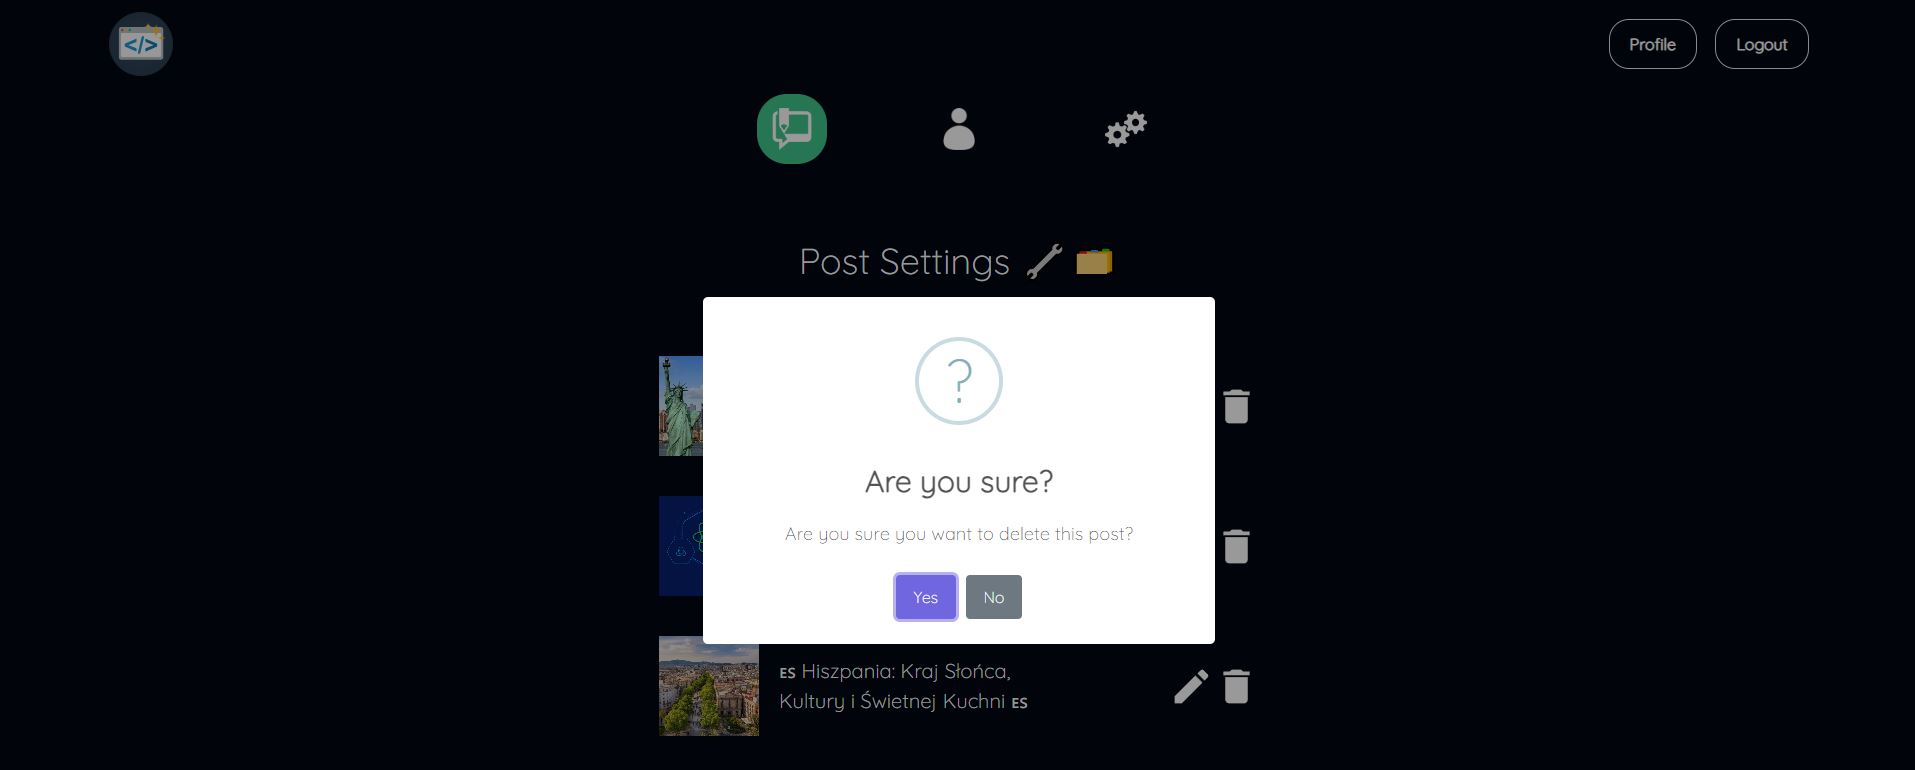 </>
Profile
Logout
Post Settings
?
Are you sure?
Are you sure you want to delete this post?
Yes
No
ES Hiszpania: Kraj Słońca,
Kultury i Świetnej Kuchni ES